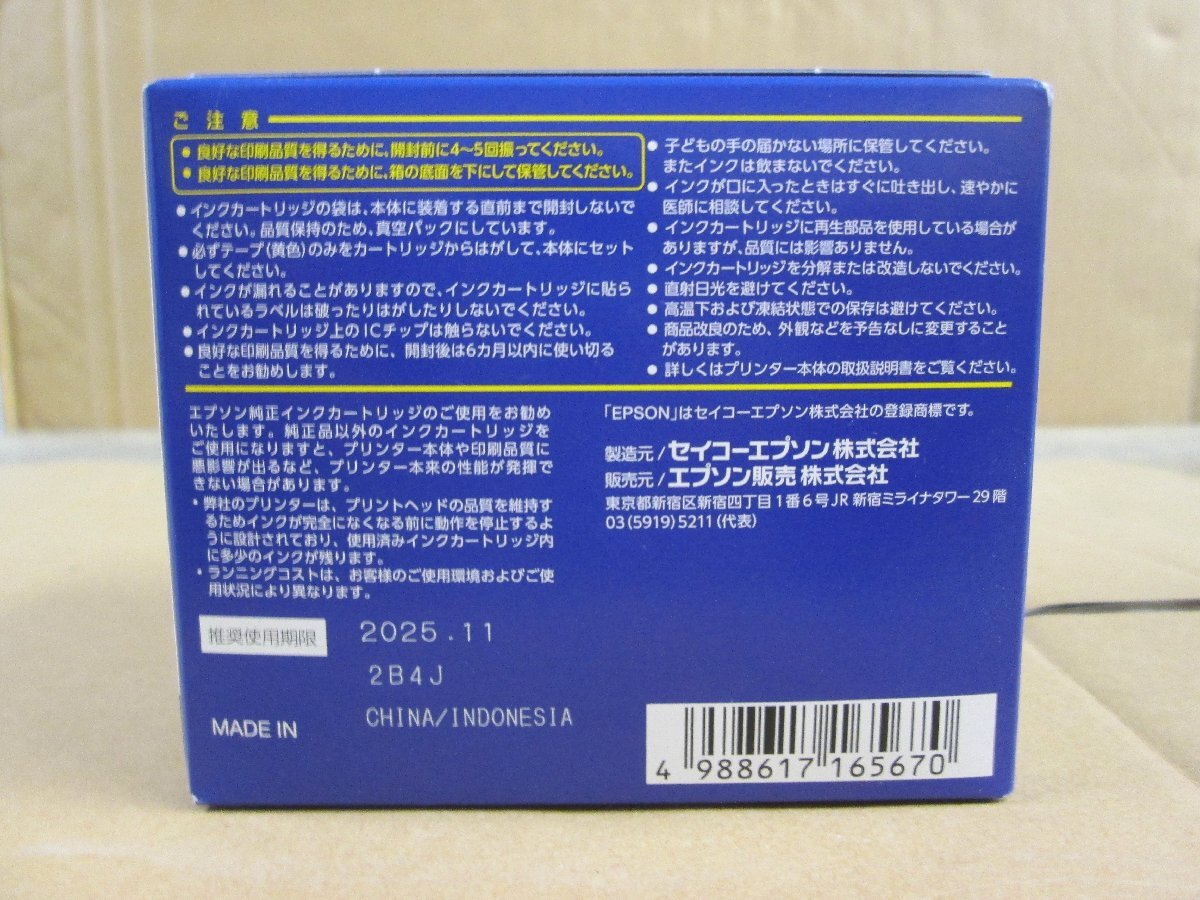 ご注意
● 良好な印刷品質を得るために、開封前に4〜5回振ってください。
● 良好な印刷品質を得るために、箱の底面を下にして保管してください。
● インクカートリッジの袋は、本体に装着する直前まで開封しないで
ください。品質保持のため、真空パックにしています。
● 必ずテープ(黄色)のみをカートリッジからはがして、本体にセット
してください。
● インクが漏れることがありますので、インクカートリッジに貼ら
れているラベルは破ったりはがしたりしないでください。
● インクカートリッジ上のICチップは触らないでください。
● 良好な印刷品質を得るために、開封後は6カ月以内に使い切る
ことをお勧めします。
● 子どもの手の届かない場所に保管してください。
またインクは飲まないでください。
● インクが口に入ったときはすぐに吐き出し、速やかに
医師に相談してください。
● インクカートリッジに再生部品を使用している場合が
ありますが、品質には影響ありません。
● インクカートリッジを分解または改造しないでください。
● 直射日光を避けてください。
● 高温下および凍結状態での保存は避けてください。
● 商品改良のため、外観などを予告なしに変更すること
があります。
● 詳しくはプリンター本体の取扱説明書をご覧ください。
エプソン純正インクカートリッジのご使用をお勧め
いたします。純正品以外のインクカートリッジを
ご使用になりますと、プリンター本体や印刷品質に
悪影響が出るなど、プリンター本来の性能が発揮で
きない場合があります。
* 弊社のプリンターは、プリントヘッドの品質を維持す
るためインクが完全になくなる前に動作を停止するよ
うに設計されており、使用済みインクカートリッジ内
に多少のインクが残ります。
* ランニングコストは、お客様のご使用環境およびご使
用状況により異なります。
「EPSON」はセイコーエプソン株式会社の登録商標です。
製造元/セイコーエプソン株式会社
販売元/エプソン販売株式会社
東京都新宿区新宿四丁目1番6号JR新宿ミライナタワー29階
03(5919)5211(代表)
推奨使用期限 2025.11
2B4J
MADE IN CHINA/INDONESIA
4 988617 165670